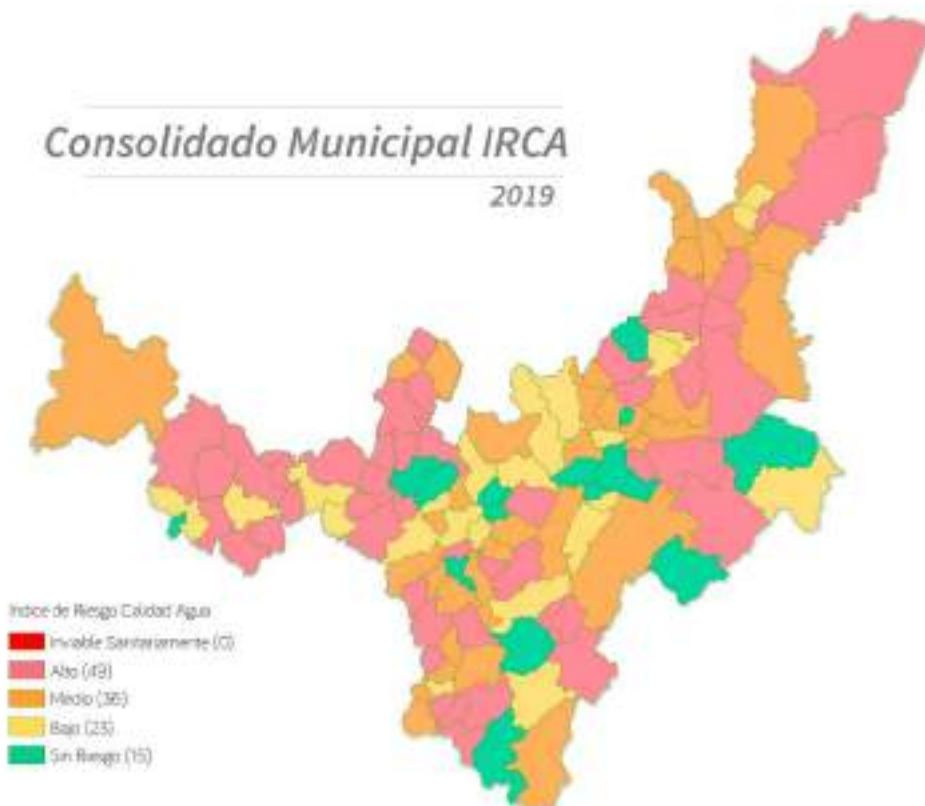 Consolidado Municipal IRCA
2019
Indice de Riesgo Calidad Agua
Inviable Sanitariamente (0)
Alto (49)
Medio (36)
Bajo (23)
Sin Riesgo (15)